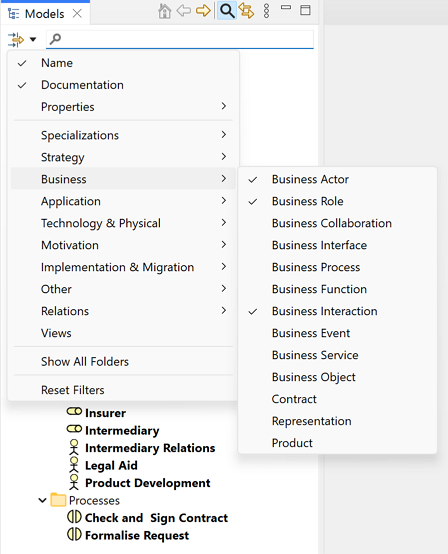 Models
Name
Documentation
Properties
Specializations
Strategy
Business
Application
Technology & Physical
Motivation
Implementation & Migration
Other
Relations
Views
Show All Folders
Reset Filters
Business Actor
Business Role
Business Collaboration
Business Interface
Business Process
Business Function
Business Interaction
Business Event
Business Service
Business Object
Contract
Representation
Product
Insurer
Intermediary
Intermediary Relations
Legal Aid
Product Development
Processes
Check and  Sign Contract
Formalise Request